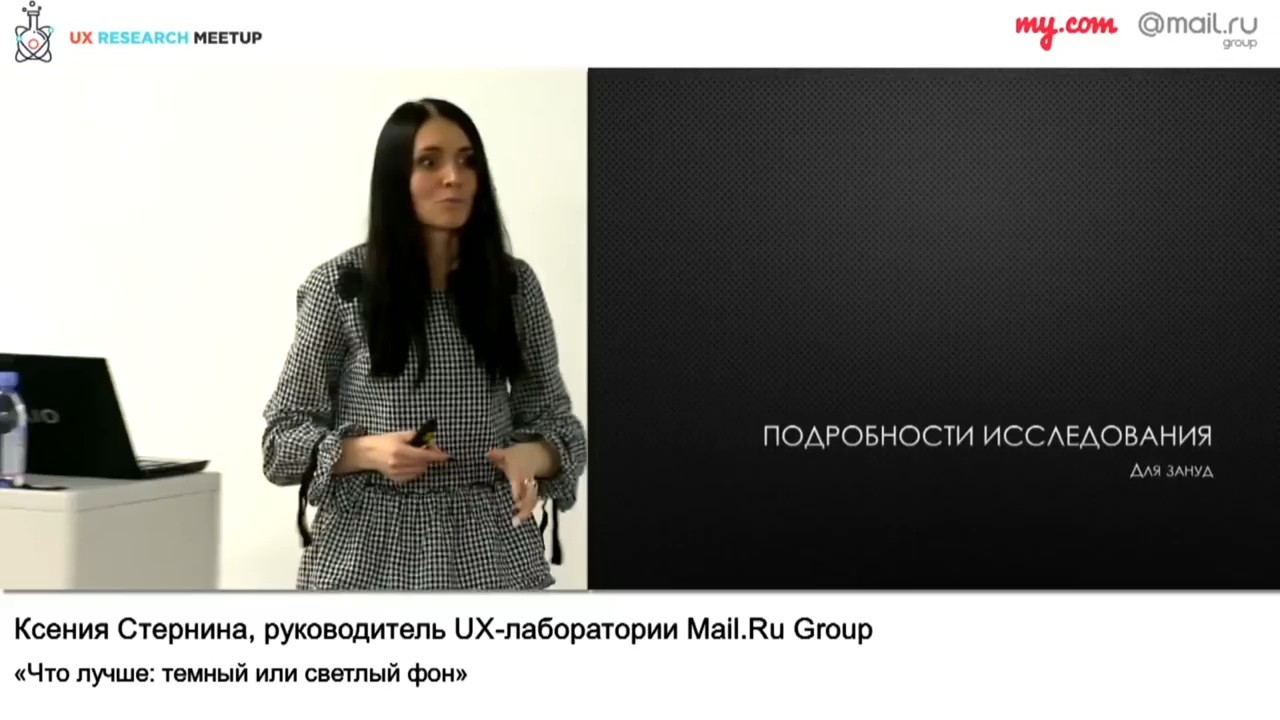 UX RESEARCH MEETUP
my.com @mail.ru
group
ПОДРОБНОСТИ ИССЛЕДОВАНИЯ
Для зануд
Ксения Стернина, руководитель UX-лаборатории Mail.Ru Group
«Что лучше: темный или светлый фон»